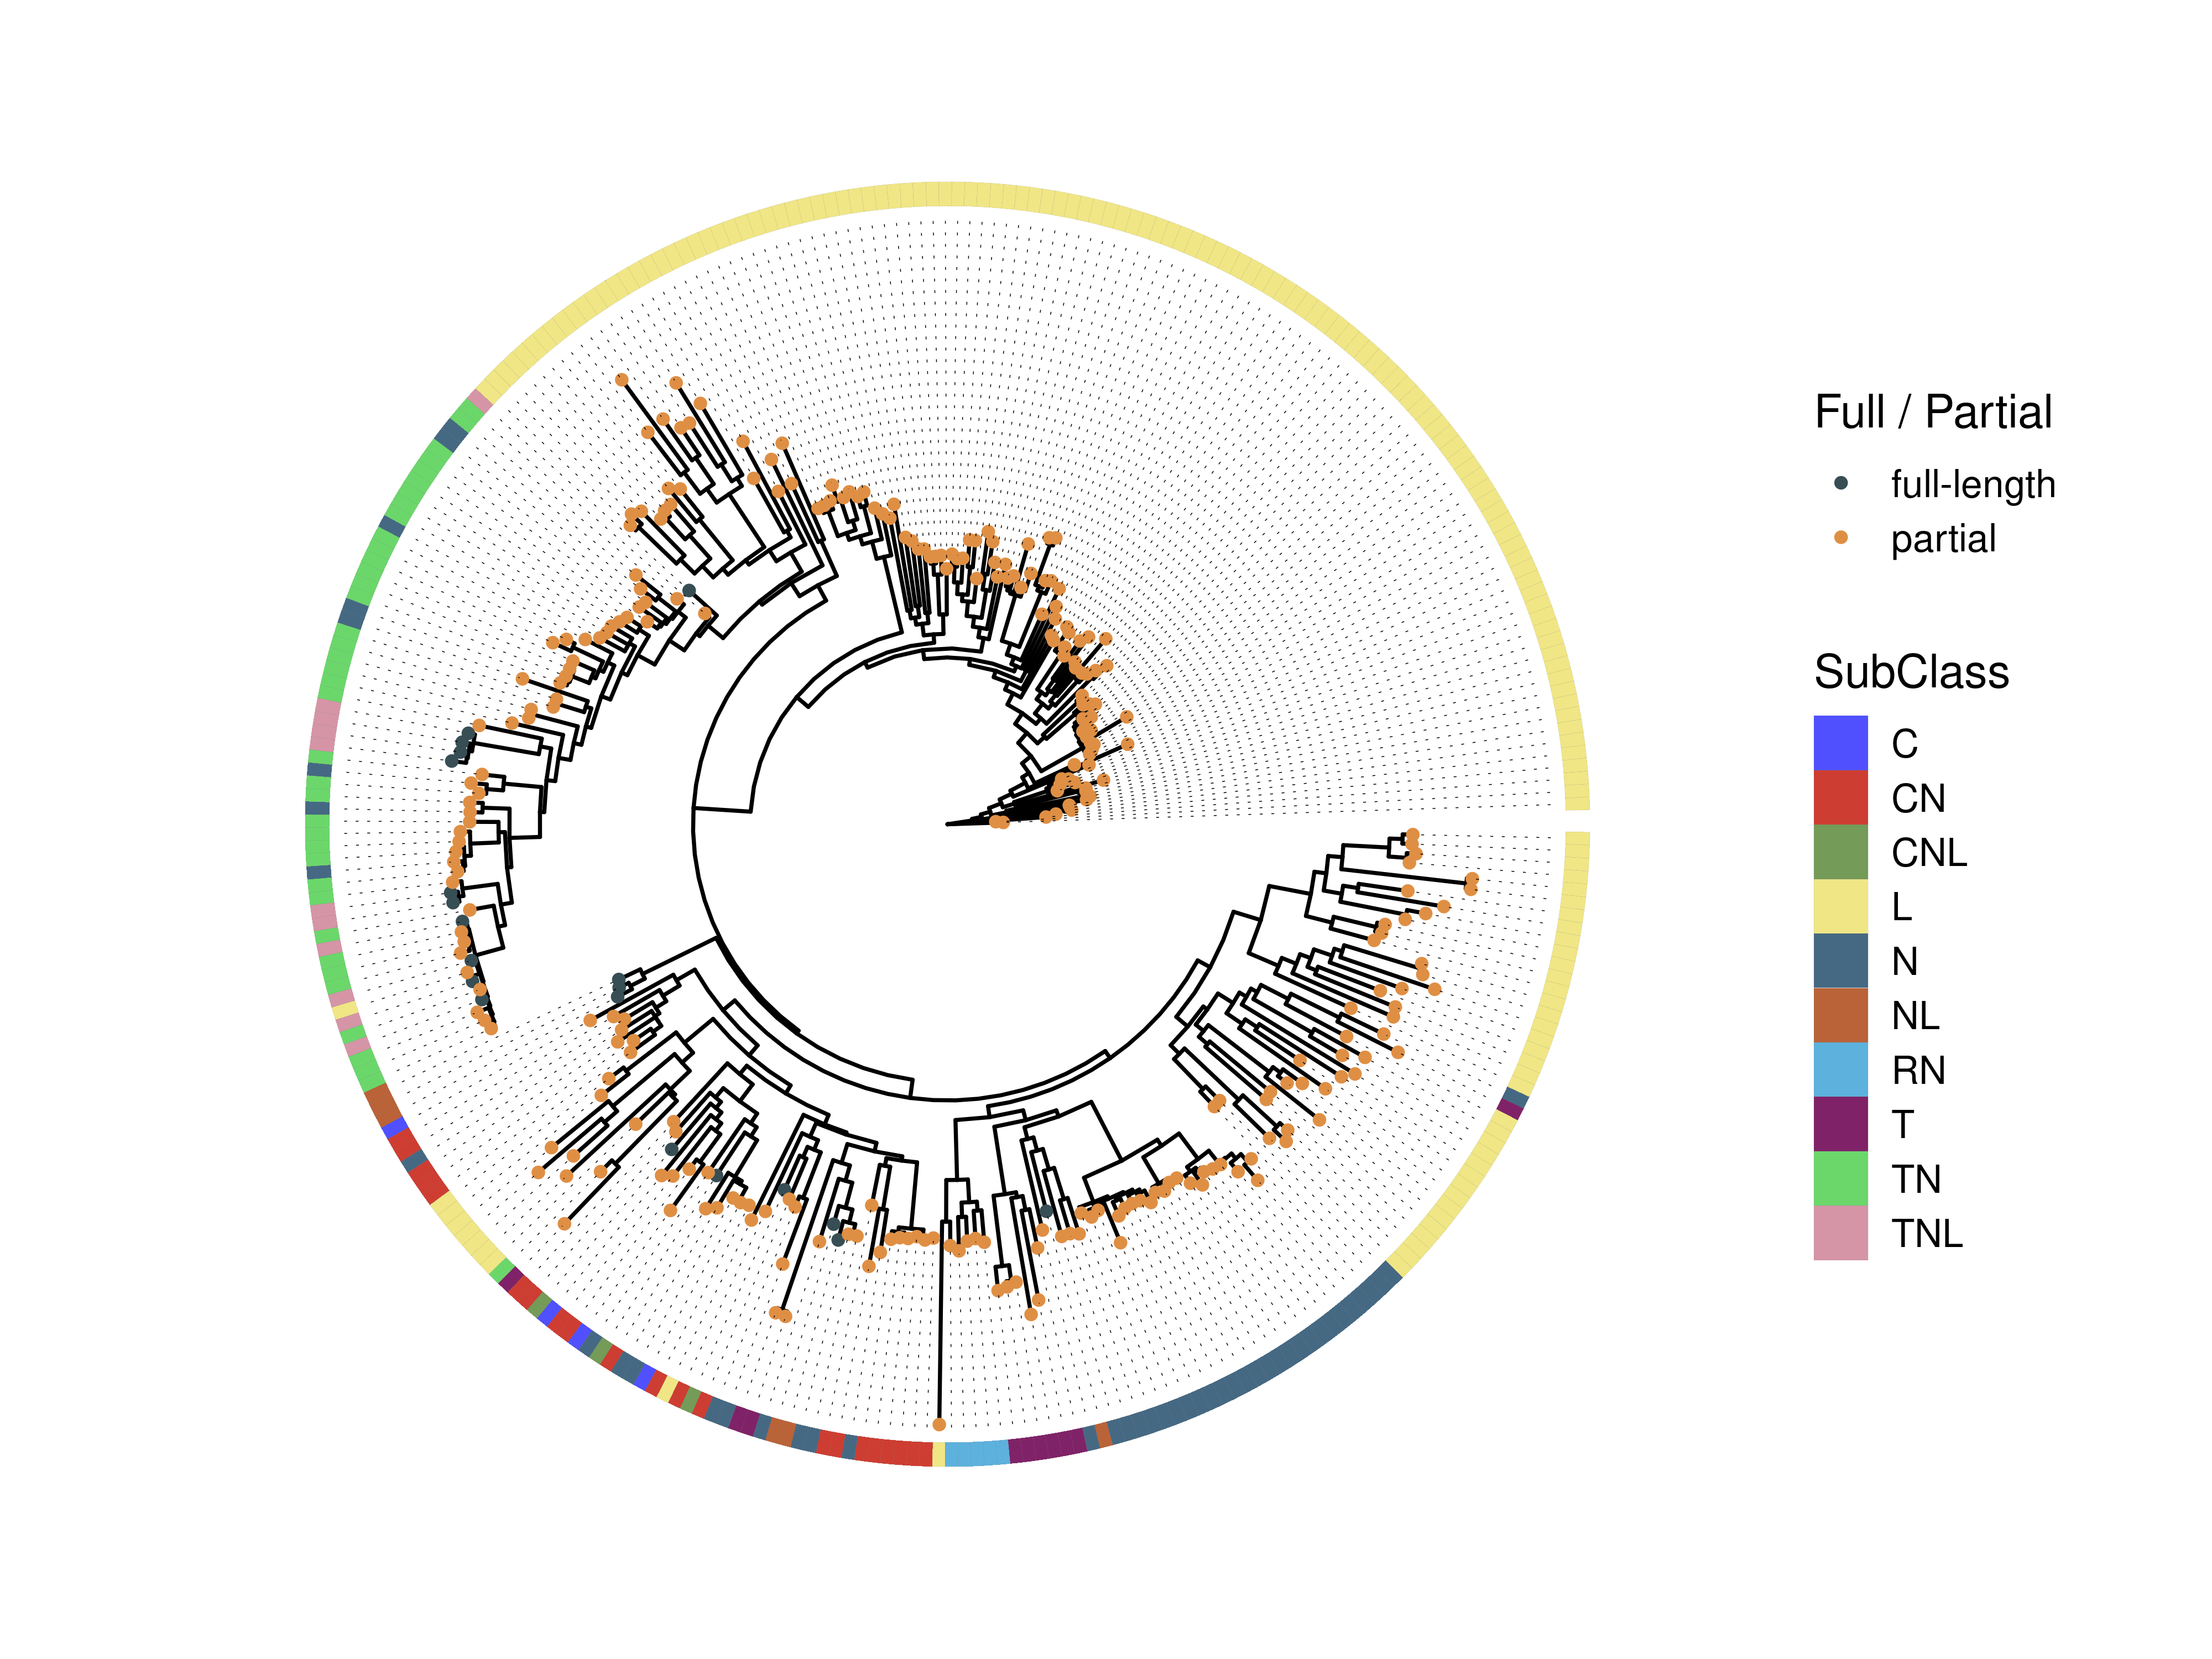 Full / Partial
full-length
partial
SubClass
C
CN
CNL
L
N
NL
RN
T
TN
TNL